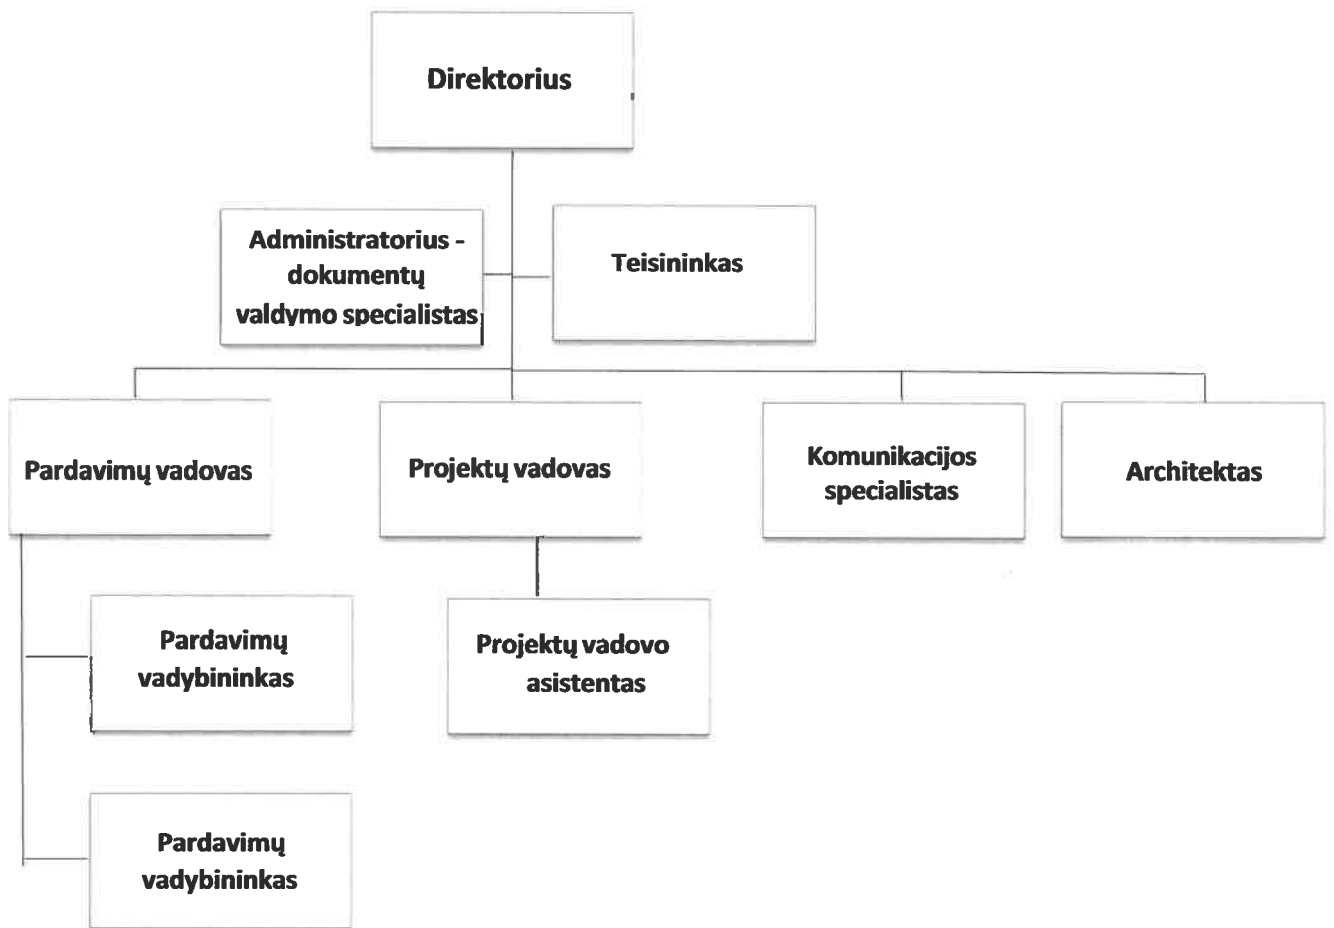 Direktorius
Administratorius -
dokumentų
valdymo specialistas
Teisininkas
Pardavimų vadovas
Projektų vadovas
Komunikacijos
specialistas
Architektas
Pardavimų
vadybininkas
Projektų vadovo
asistentas
Pardavimų
vadybininkas